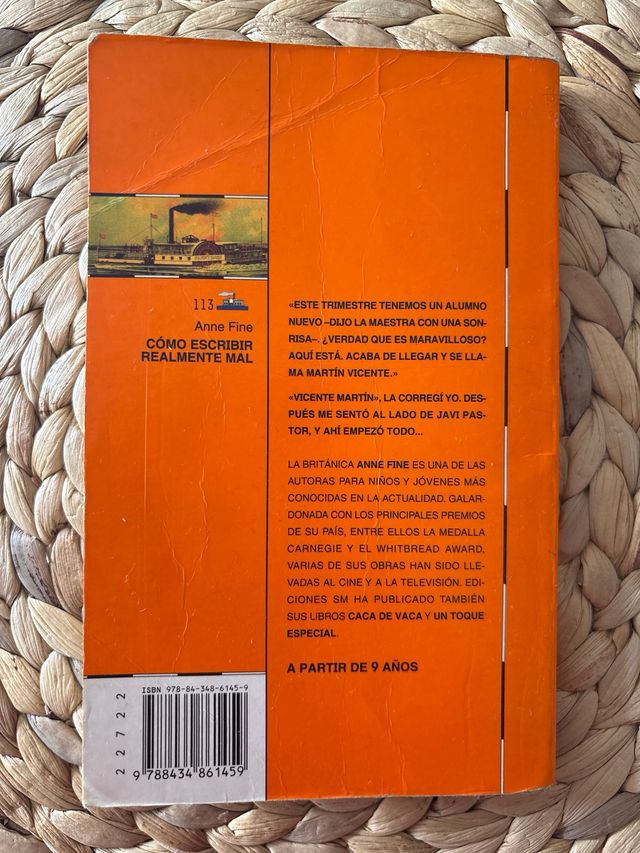 113
Anne Fine
CÓMO ESCRIBIR
REALMENTE MAL
«ESTE TRIMESTRE TENEMOS UN ALUMNO
NUEVO –DIJO LA MAESTRA CON UNA SON-
RISA–. ¿VERDAD QUE ES MARAVILLOSO?
AQUÍ ESTÁ. ACABA DE LLEGAR Y SE LLA-
MA MARTÍN VICENTE.»
«VICENTE MARTÍN», LA CORREGÍ YO. DES-
PUÉS ME SENTÓ AL LADO DE JAVI PAS-
TOR, Y AHÍ EMPEZÓ TODO...
LA BRITÁNICA ANNE FINE ES UNA DE LAS
AUTORAS PARA NIÑOS Y JÓVENES MÁS
CONOCIDAS EN LA ACTUALIDAD. GALAR-
DONADA CON LOS PRINCIPALES PREMIOS
DE SU PAÍS, ENTRE ELLOS LA MEDALLA
CARNEGIE Y EL WHITBREAD AWARD,
VARIAS DE SUS OBRAS HAN SIDO LLE-
VADAS AL CINE Y A LA TELEVISIÓN. EDI-
CIONES SM HA PUBLICADO TAMBIÉN
SUS LIBROS CACA DE VACA Y UN TOQUE
ESPECIAL.
A PARTIR DE 9 AÑOS
ISBN 978-84-348-6145-9
22722
9 788434 861459